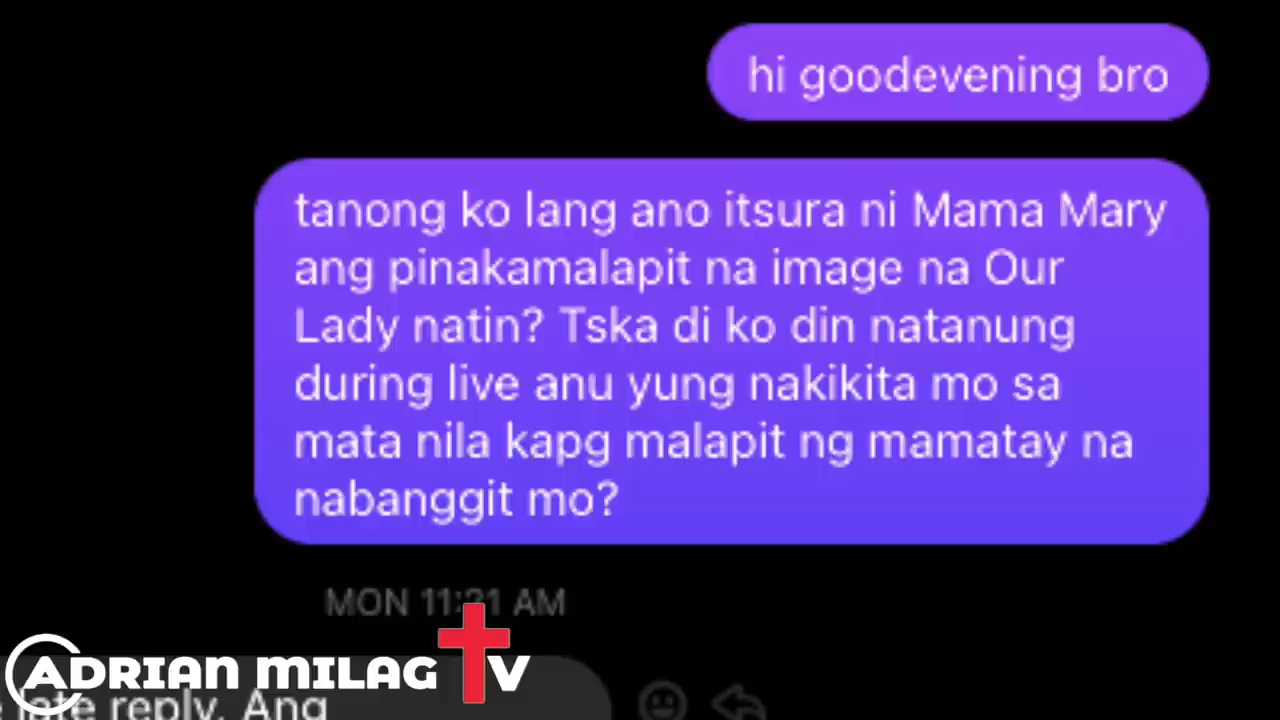 hi goodevening bro
tanong ko lang ano itsura ni Mama Mary
ang pinakamalapit na image na Our
Lady natin? Tska di ko din natanung
during live anu yung nakikita mo sa
mata nila kapg malapit ng mamatay na
nabanggit mo?
MON 11:21 AM
ADRIAN MILAG TV
late reply. Ang